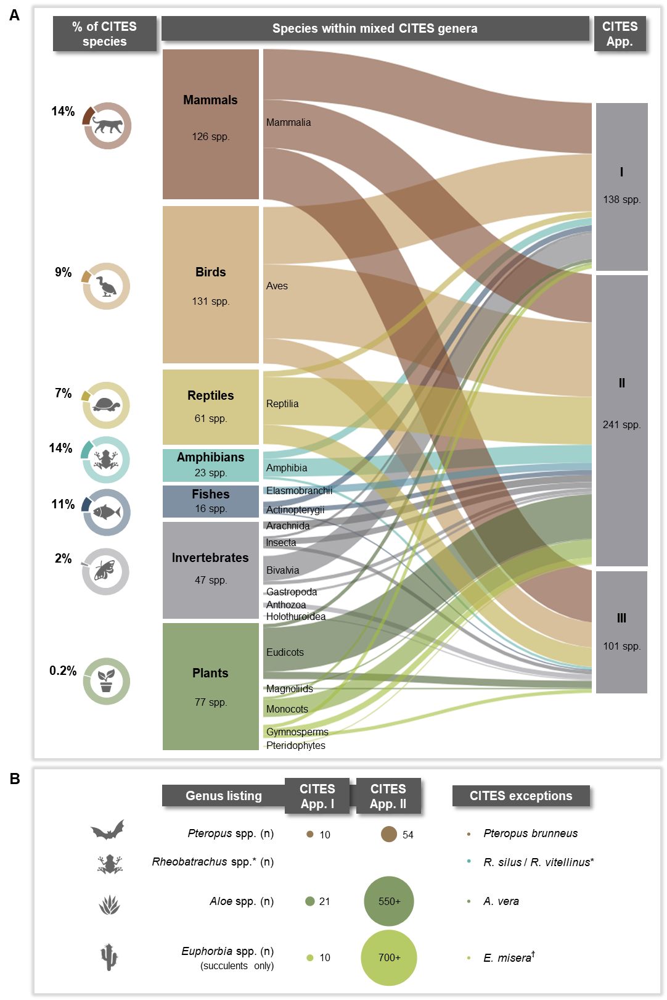 A
% of CITES
species
Species within mixed CITES genera
CITES
App.
14%
Mammals
126 spp.
Mammalia
I
138 spp.
9%
Birds
131 spp.
Aves
II
241 spp.
7%
Reptiles
61 spp.
Reptilia
14%
Amphibians
23 spp.
Amphibia
11%
Fishes
16 spp.
Elasmobranchii
Actinopterygii
2%
Invertebrates
47 spp.
Arachnida
Insecta
Bivalvia
Gastropoda
Anthozoa
Holothuroidea
III
101 spp.
0.2%
Plants
77 spp.
Eudicots
Magnoliids
Monocots
Gymnosperms
Pteridophytes
B
Genus listing
CITES
App. I
CITES
App. II
CITES exceptions
Pteropus spp. (n) 10 54 Pteropus brunneus
Rheobatrachus spp.* (n) R. silus / R. vitellinus*
Aloe spp. (n) 21 550+ A. vera
Euphorbia spp. (n) 10 700+ E. misera†
(succulents only)